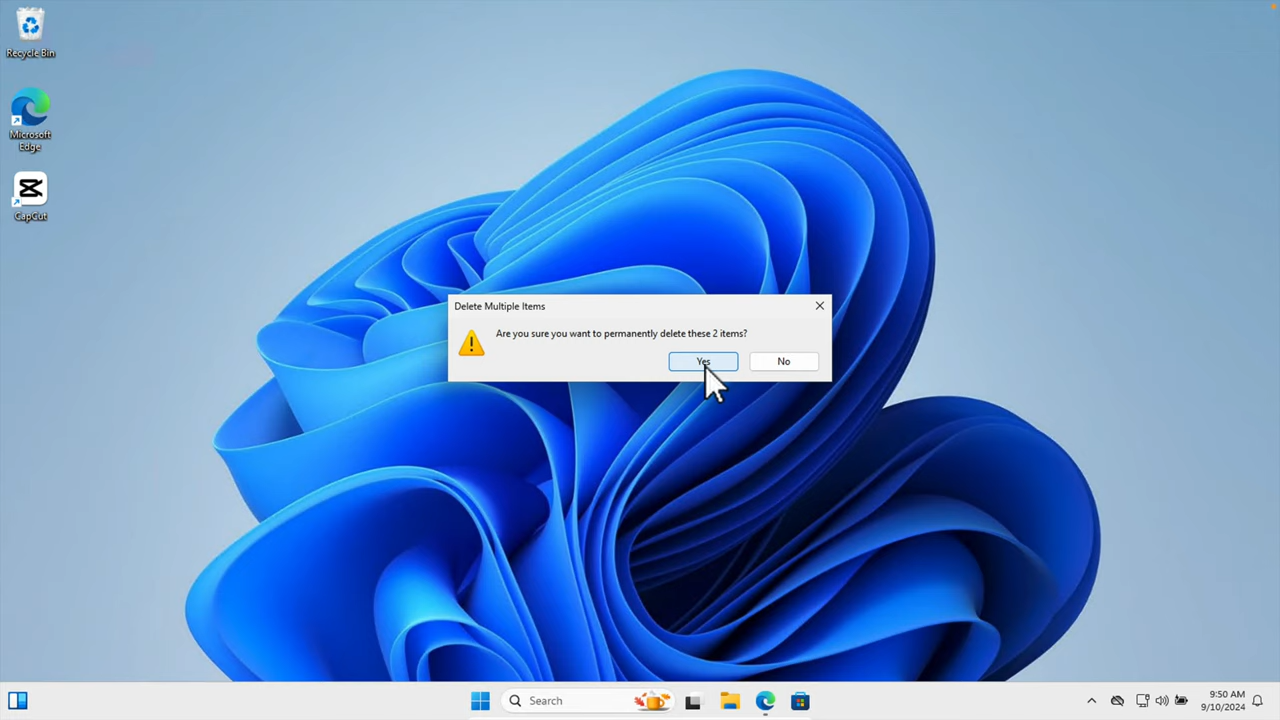 Recycle Bin
Microsoft
Edge
CapCut
Delete Multiple Items
Are you sure you want to permanently delete these 2 items?
Yes
No
Search
9:50 AM
9/10/2024